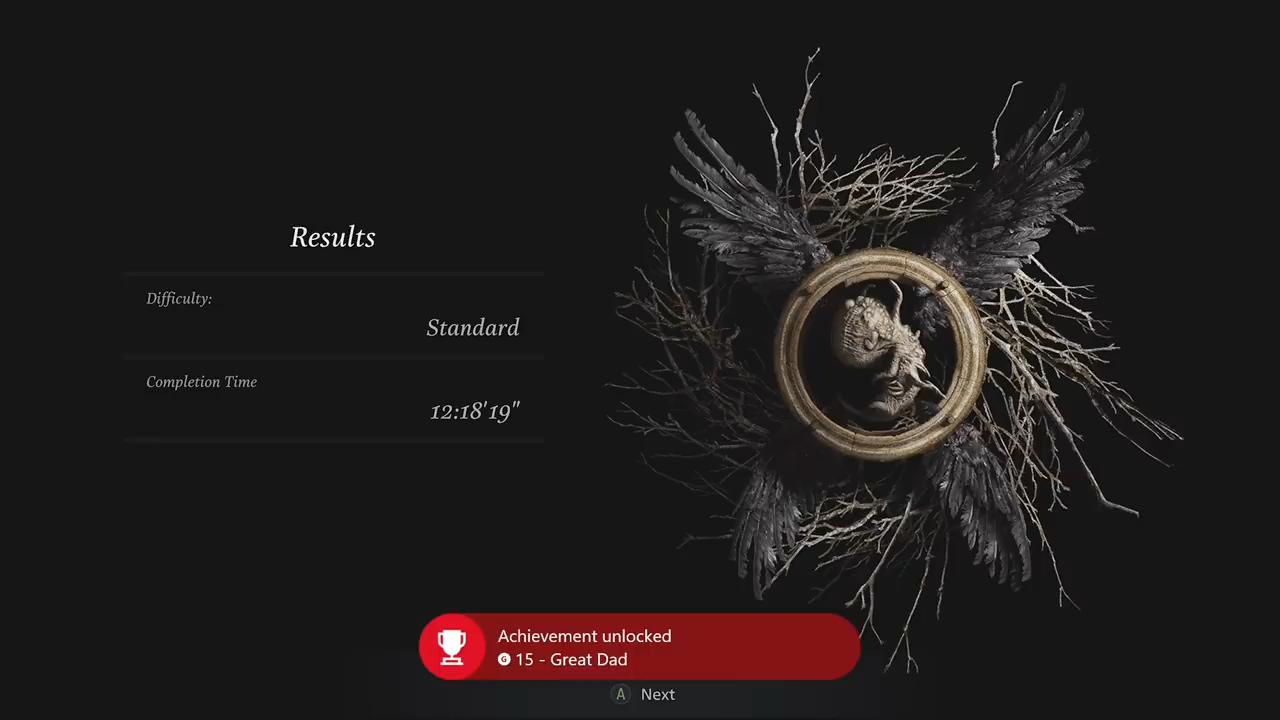 Results
Difficulty:
Standard
Completion Time
12:18'19"
Achievement unlocked
G 15 - Great Dad
A Next